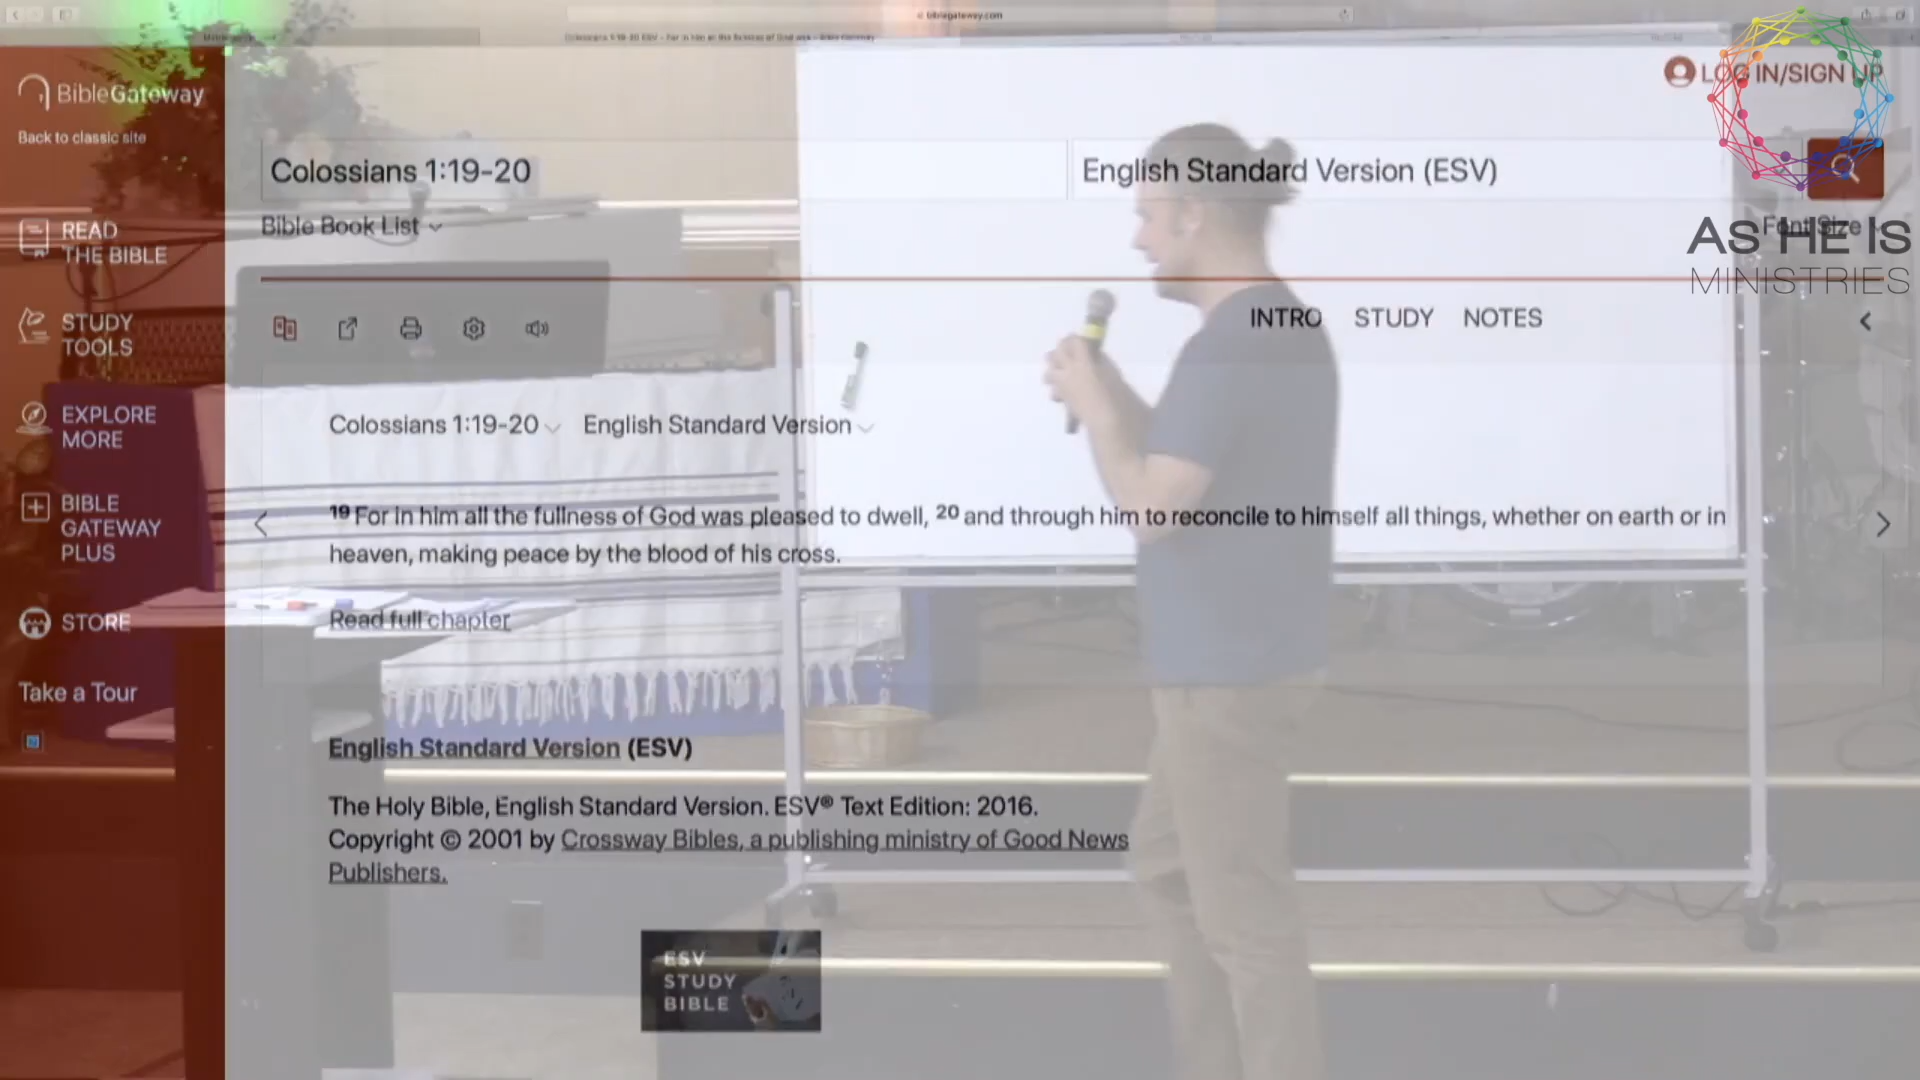 biblegateway.com
BibleGateway
LOG IN/SIGN UP
Back to classic site
Colossians 1:19-20
English Standard Version (ESV)
Bible Book List
Font Size
AS HE IS
MINISTRIES
READ
THE BIBLE
STUDY
TOOLS
EXPLORE
MORE
BIBLE
GATEWAY
PLUS
STORE
Take a Tour
INTRO STUDY NOTES
Colossians 1:19-20 English Standard Version
19 For in him all the fullness of God was pleased to dwell, 20 and through him to reconcile to himself all things, whether on earth or in
heaven, making peace by the blood of his cross.
Read full chapter
English Standard Version (ESV)
The Holy Bible, English Standard Version. ESV® Text Edition: 2016.
Copyright © 2001 by Crossway Bibles, a publishing ministry of Good News
Publishers.
ESV
STUDY
BIBLE